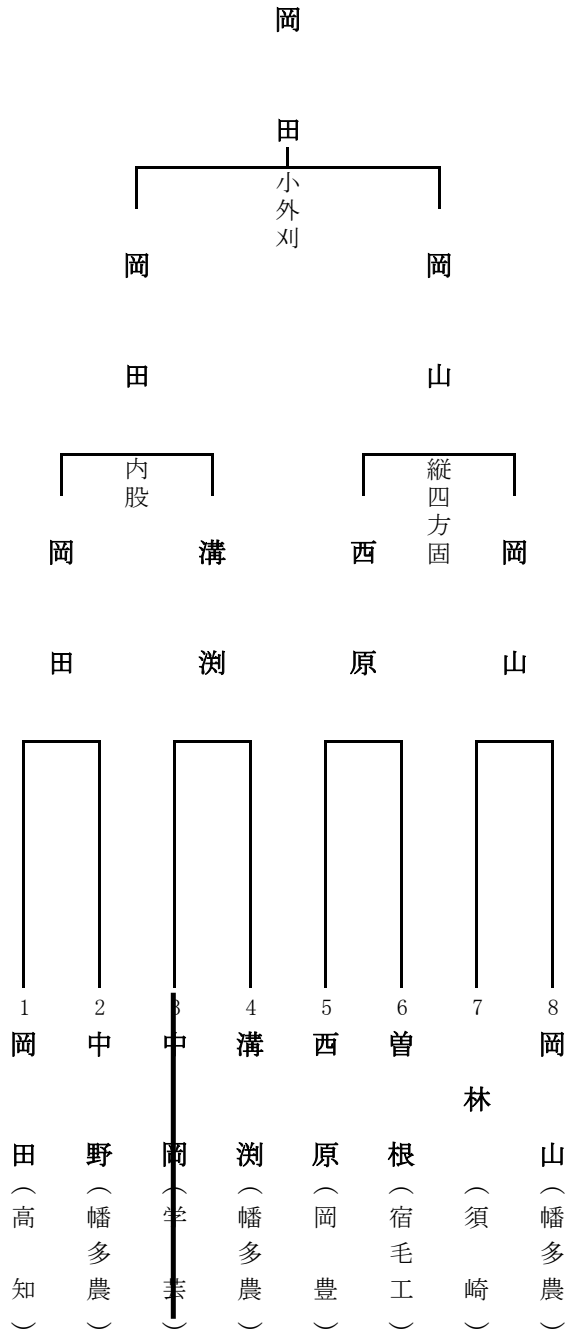 岡田
小外刈
岡田
岡山
内股
縦四方固
岡田
溝渕
西原
岡山
1
岡田
（高知）
2
中野
（幡多農）
3
中岡
（学芸）
4
溝渕
（幡多農）
5
西原
（岡豊）
6
曽根
（宿毛工）
7
林
（須崎）
8
岡山
（幡多農）